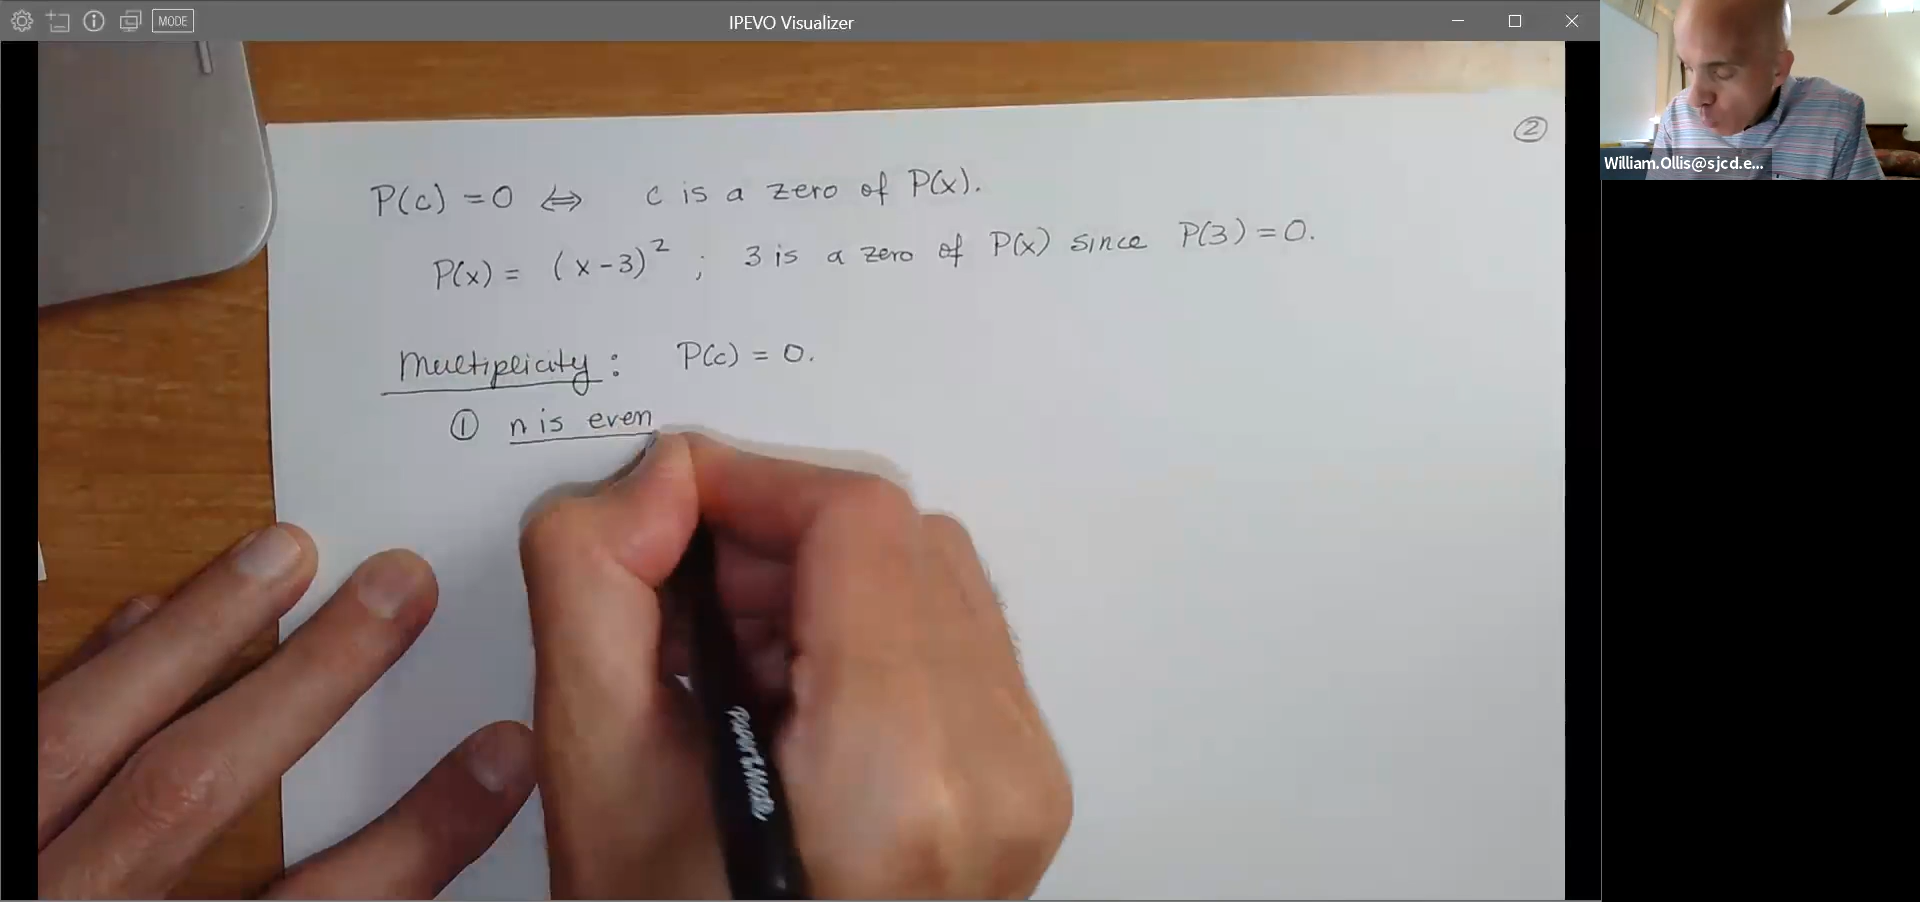 MODE
IPEVO Visualizer
②
P(c) = 0 ⇔ c is a zero of P(x).
P(x) = (x-3)² ; 3 is a zero of P(x) since P(3) = 0.
Multiplicity : P(c) = 0.
① n is even
PaperMate
William.Ollis@sjcd.e...